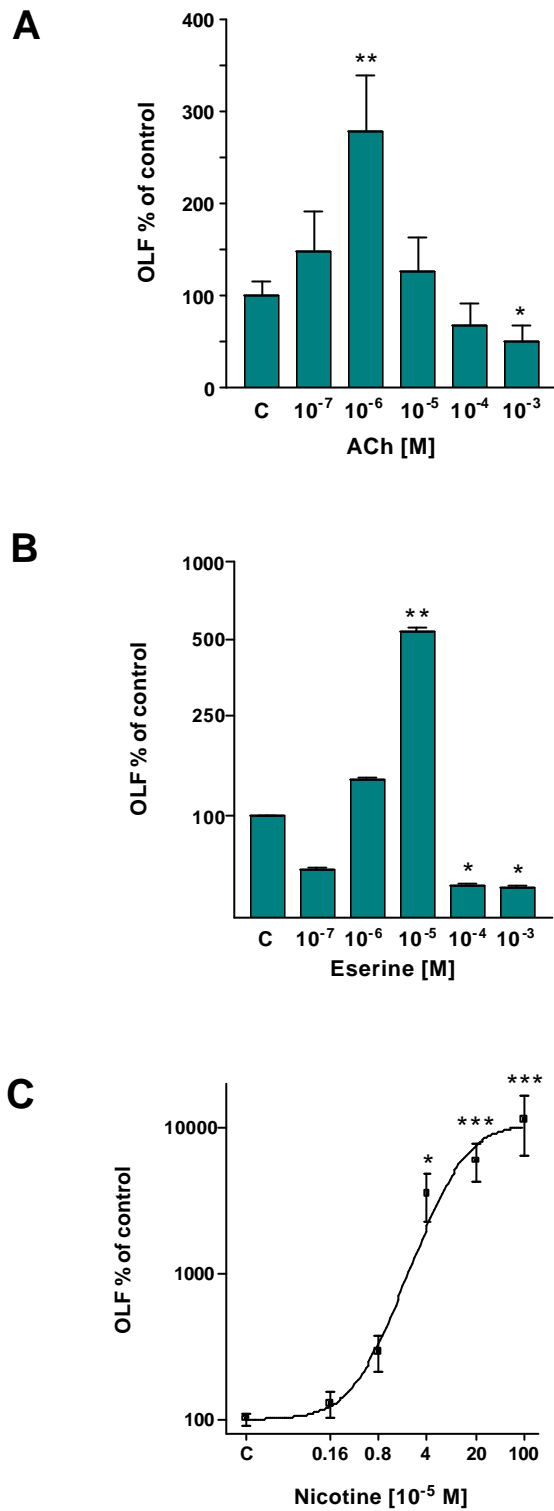 A
OLF % of control
400
300
200
100
0
**
*
C 10⁻⁷ 10⁻⁶ 10⁻⁵ 10⁻⁴ 10⁻³
ACh [M]
B
OLF % of control
1000
500
250
100
**
* *
C 10⁻⁷ 10⁻⁶ 10⁻⁵ 10⁻⁴ 10⁻³
Eserine [M]
C
OLF % of control
10000
1000
100
***
***
*
C 0.16 0.8 4 20 100
Nicotine [10⁻⁵ M]